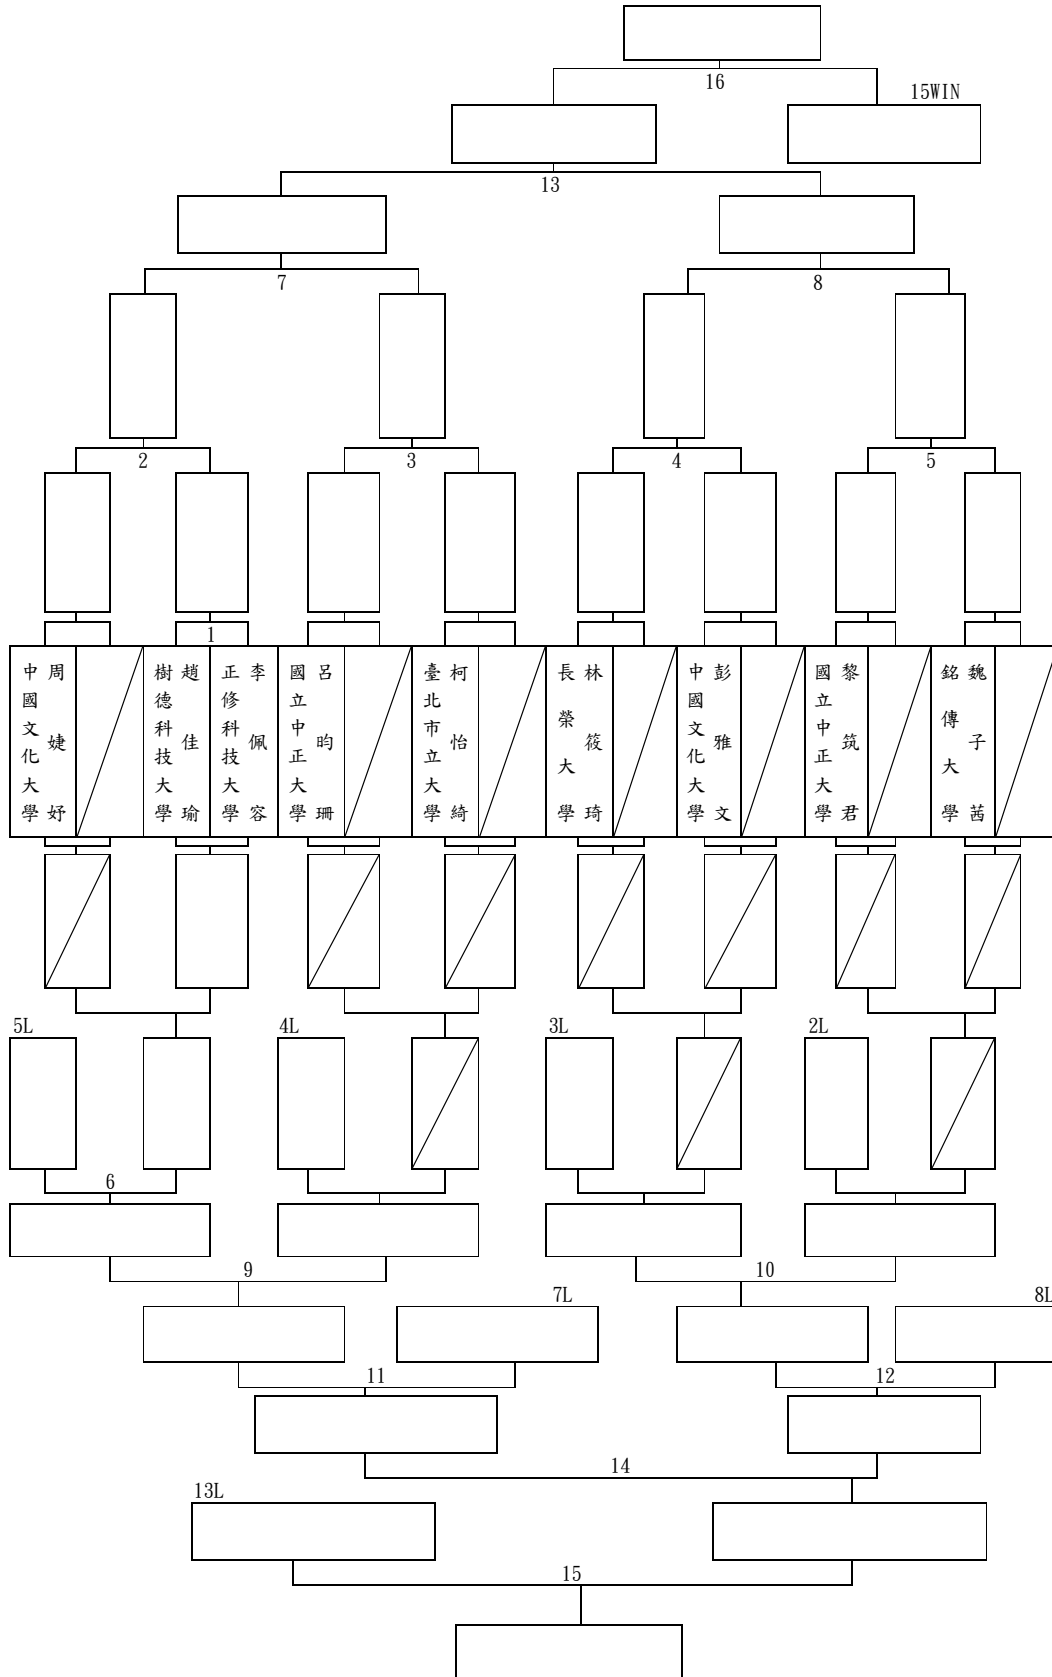 16
15WIN
13
7
8
2
3
4
5
1
中國文化大學
周婕妤
樹德科技大學
趙佳瑜
正修科技大學
李佩容
國立中正大學
呂昀珊
臺北市立大學
柯怡綺
長榮大學
林筱琦
中國文化大學
彭雅文
國立中正大學
黎筑君
銘傳大學
魏子茜
5L
4L
3L
2L
6
9
10
7L
8L
11
12
14
13L
15